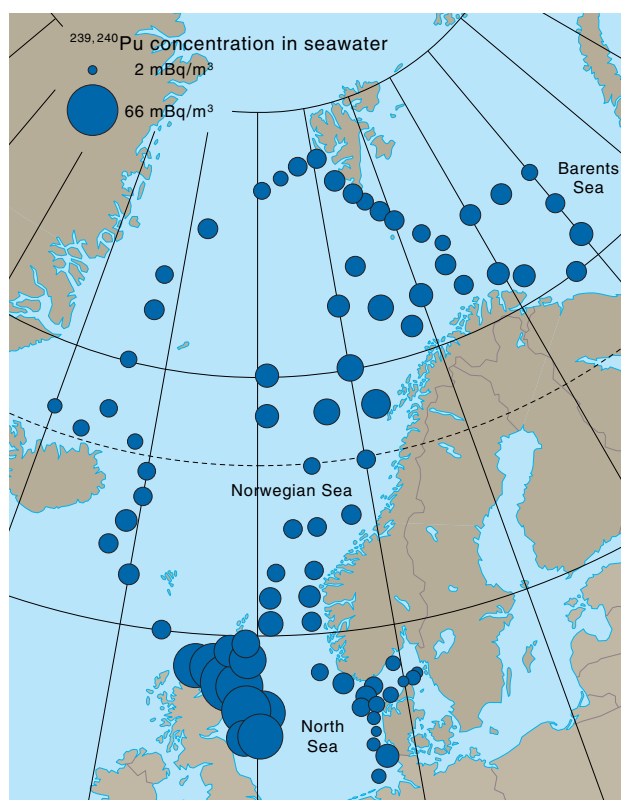 ²³⁹,²⁴⁰Pu concentration in seawater
2 mBq/m³
66 mBq/m³
Barents
Sea
Norwegian Sea
North
Sea